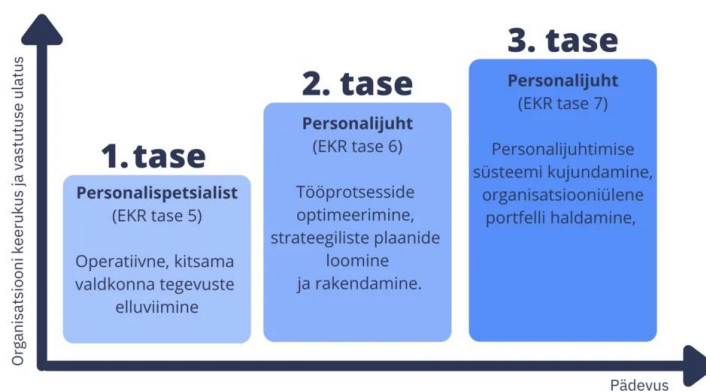 Organisatsiooni keerukus ja vastutuse ulatus
1. tase
Personalispetsialist
(EKR tase 5)
Operatiivne, kitsama
valdkonna tegevuste
elluviimine
2. tase
Personalijuht
(EKR tase 6)
Tööprotsesside
optimeerimine,
strateegiliste plaanide
loomine
ja rakendamine.
3. tase
Personalijuht
(EKR tase 7)
Personalijuhtimise
süsteemi kujundamine,
organisatsiooniülene
portfelli haldamine,
Pädevus